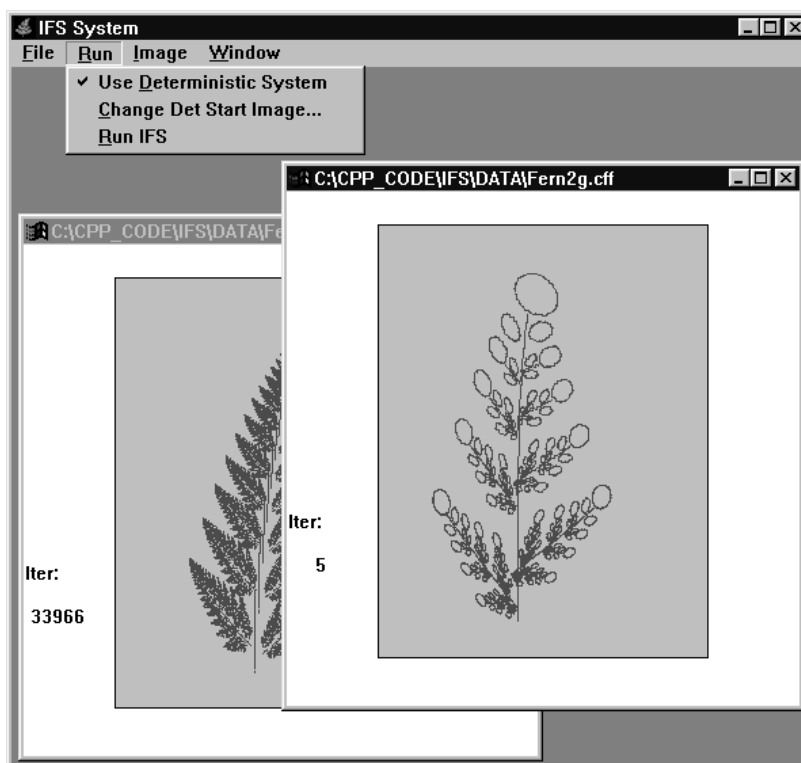 IFS System
File Run Image Window
✓ Use Deterministic System
Change Det Start Image...
Run IFS
C:\CPP_CODE\IFS\DATA\Fern2g.cff
C:\CPP_CODE\IFS\DATA\Fe
Iter:
5
Iter:
33966